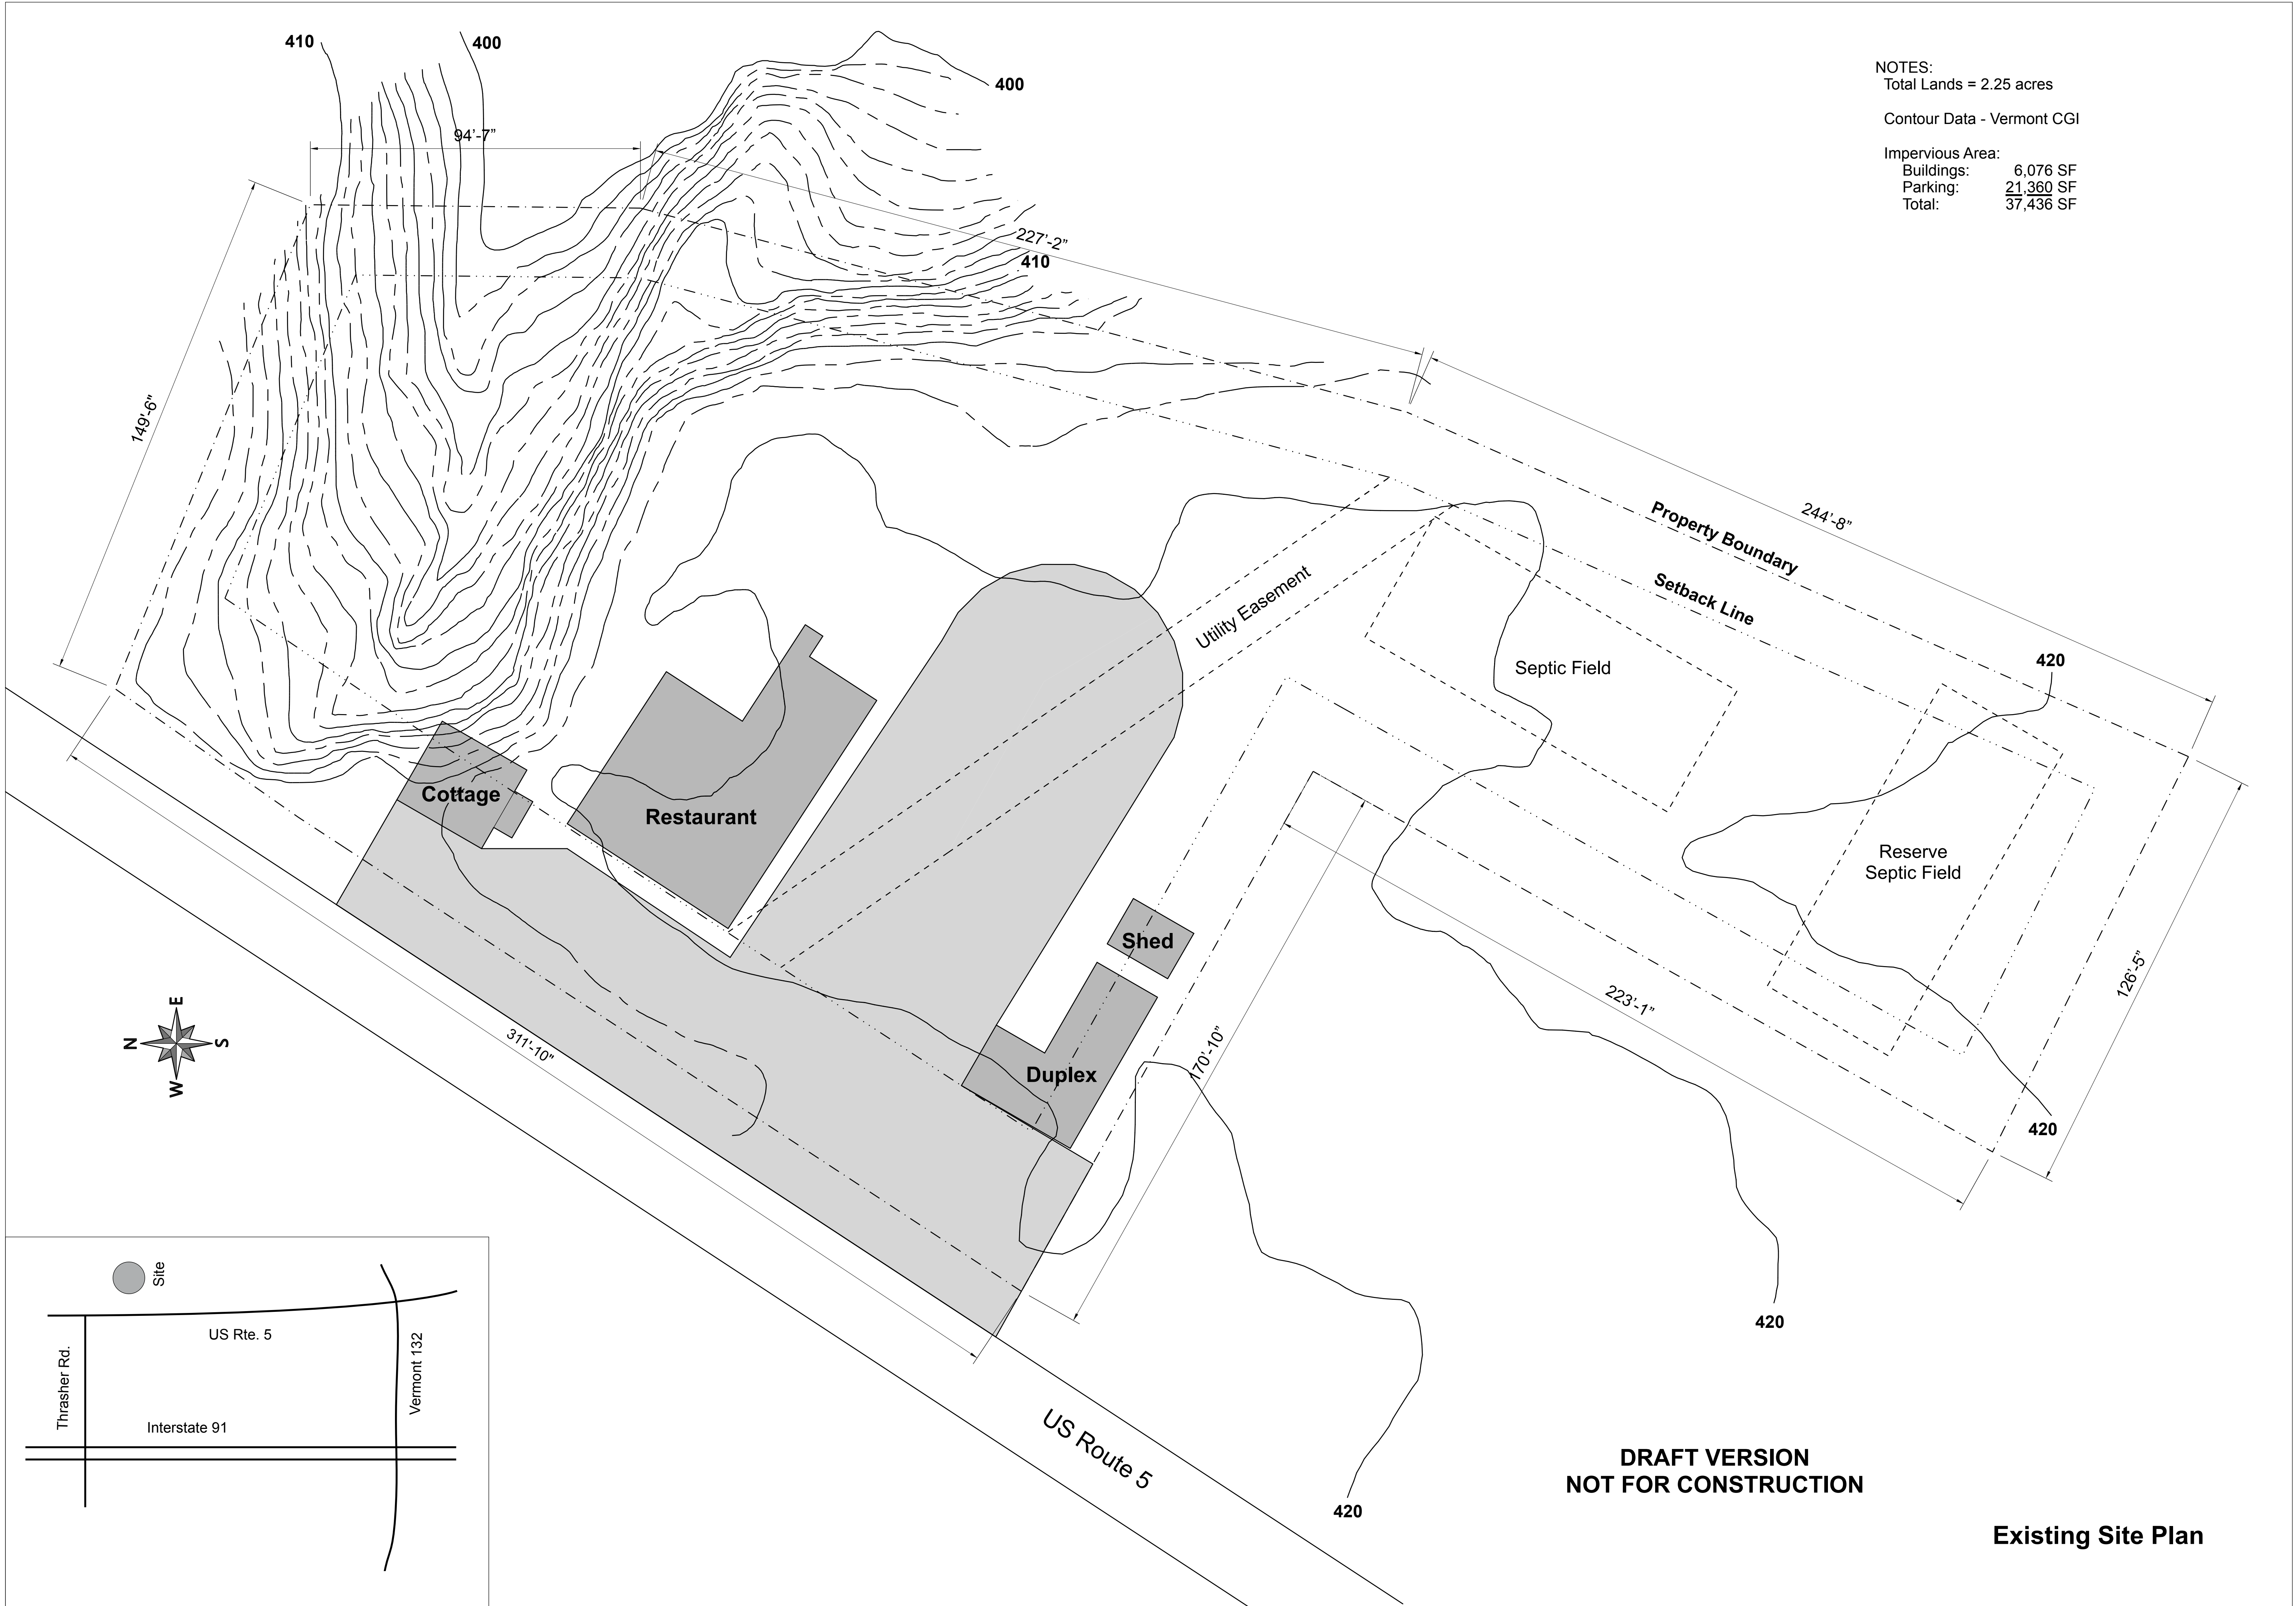 410
400
400
94'-7"
NOTES:
Total Lands = 2.25 acres
Contour Data - Vermont CGI
Impervious Area:
Buildings: 6,076 SF
Parking: 21,360 SF
Total: 37,436 SF
227'-2"
410
149'-6"
244'-8"
Property Boundary
Setback Line
Utility Easement
Septic Field
420
Cottage
Restaurant
Reserve
Septic Field
Shed
126'-5"
223'-1"
170'-10"
Duplex
311'-10"
E
N
S
W
420
420
420
US Route 5
Site
US Rte. 5
Thrasher Rd.
Vermont 132
Interstate 91
DRAFT VERSION
NOT FOR CONSTRUCTION
Existing Site Plan